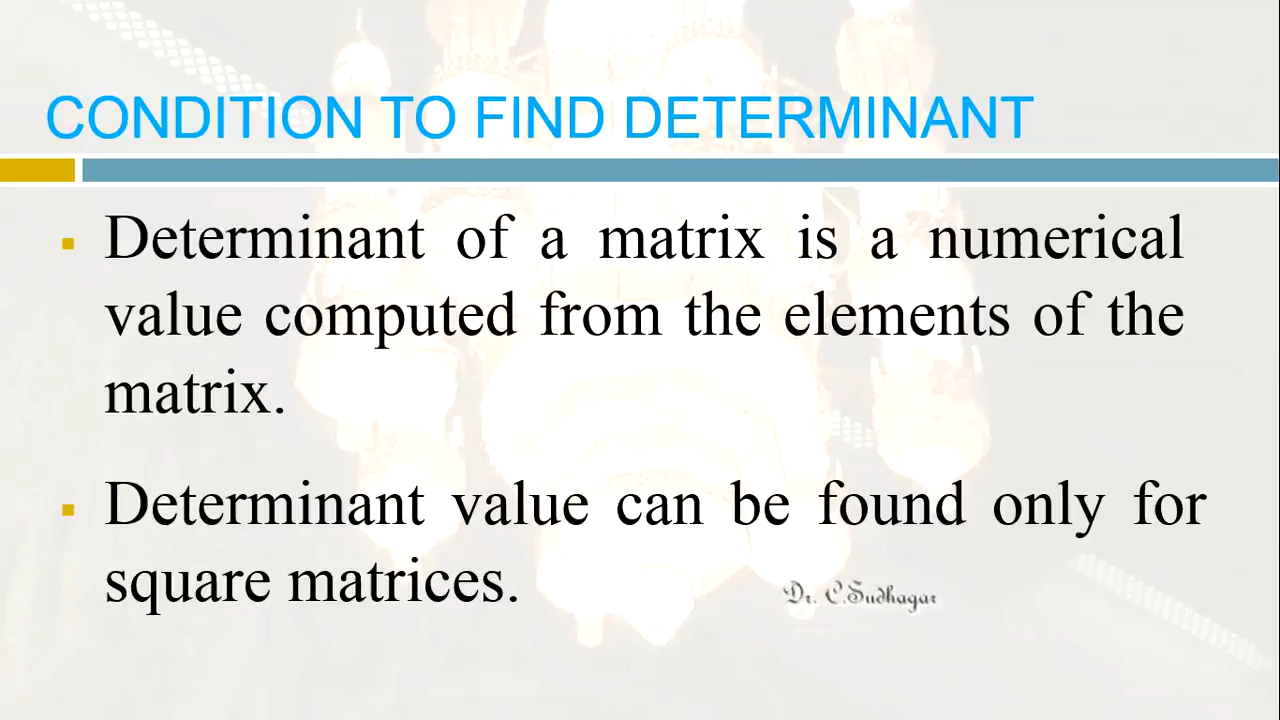 CONDITION TO FIND DETERMINANT
▪ Determinant of a matrix is a numerical
value computed from the elements of the
matrix.
▪ Determinant value can be found only for
square matrices.
Dr. C.Sudhagar